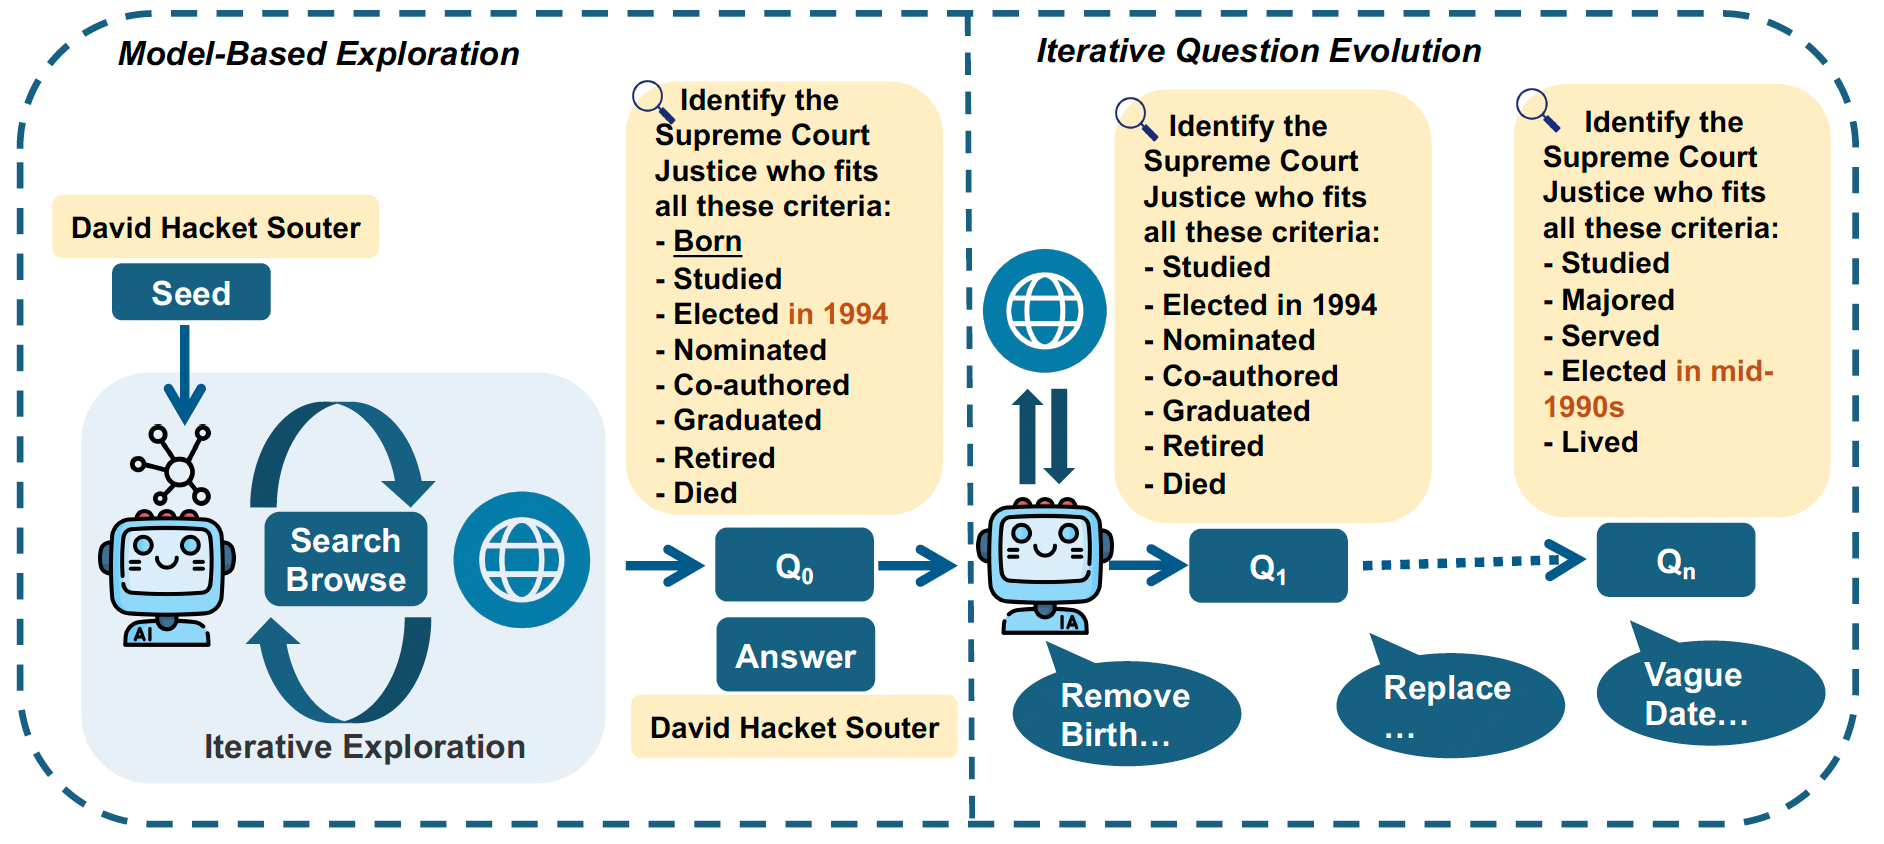 Model-Based Exploration
David Hacket Souter
Seed
Search
Browse
AI
Iterative Exploration
Identify the
Supreme Court
Justice who fits
all these criteria:
- Born
- Studied
- Elected in 1994
- Nominated
- Co-authored
- Graduated
- Retired
- Died
Q0
Answer
David Hacket Souter
Iterative Question Evolution
IA
Remove
Birth...
Identify the
Supreme Court
Justice who fits
all these criteria:
- Studied
- Elected in 1994
- Nominated
- Co-authored
- Graduated
- Retired
- Died
Q1
Replace
...
Identify the
Supreme Court
Justice who fits
all these criteria:
- Studied
- Majored
- Served
- Elected in mid-
1990s
- Lived
Qn
Vague
Date...